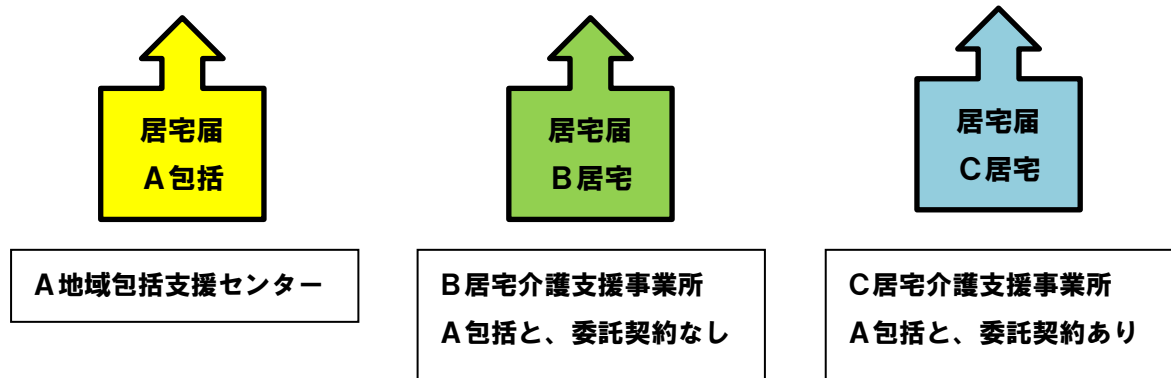 居宅届
A包括
居宅届
B居宅
居宅届
C居宅
A地域包括支援センター
B居宅介護支援事業所
A包括と、委託契約なし
C居宅介護支援事業所
A包括と、委託契約あり